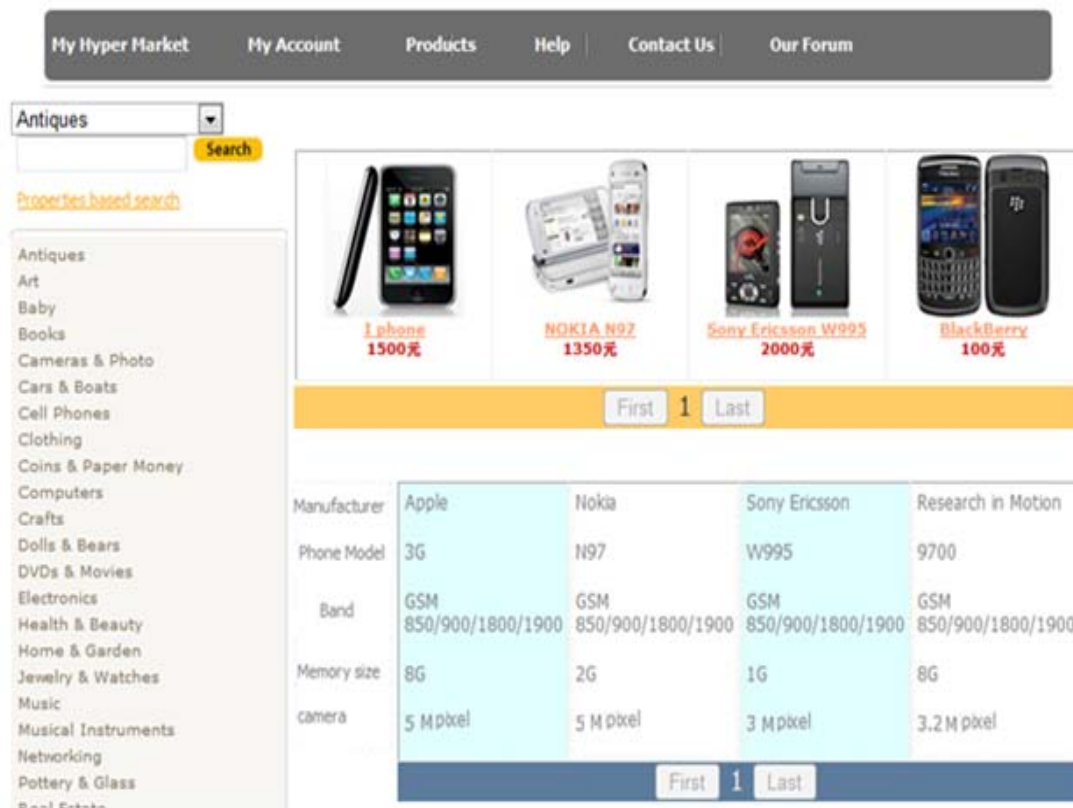 My Hyper Market My Account Products Help Contact Us Our Forum
Antiques
Search
Properties based search
Antiques
Art
Baby
Books
Cameras & Photo
Cars & Boats
Cell Phones
Clothing
Coins & Paper Money
Computers
Crafts
Dolls & Bears
DVDs & Movies
Electronics
Health & Beauty
Home & Garden
Jewelry & Watches
Music
Musical Instruments
Networking
Pottery & Glass
Real Estate
I phone NOKIA N97 Sony Ericsson W995 BlackBerry
1500元 1350元 2000元 100元
First 1 Last
Manufacturer Apple Nokia Sony Ericsson Research in Motion
Phone Model 3G N97 W995 9700
Band GSM GSM GSM GSM
850/900/1800/1900 850/900/1800/1900 850/900/1800/1900 850/900/1800/1900
Memory size 8G 2G 1G 8G
camera 5 M pixel 5 M pixel 3 M pixel 3.2 M pixel
First 1 Last